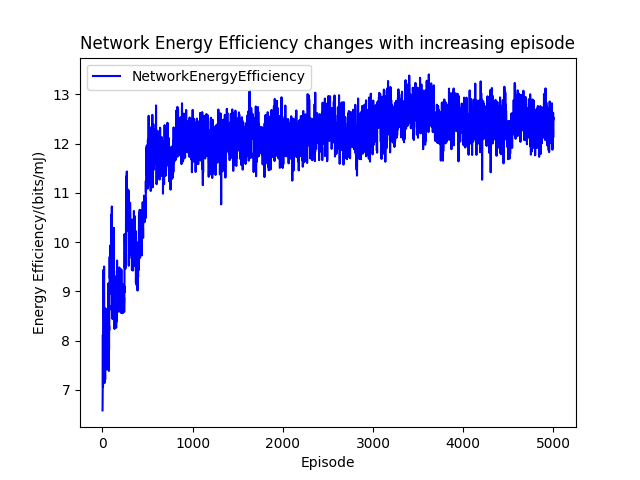 Network Energy Efficiency changes with increasing episode
NetworkEnergyEfficiency
13
12
11
10
9
8
7
Energy Efficiency/(bits/mJ)
0 1000 2000 3000 4000 5000
Episode